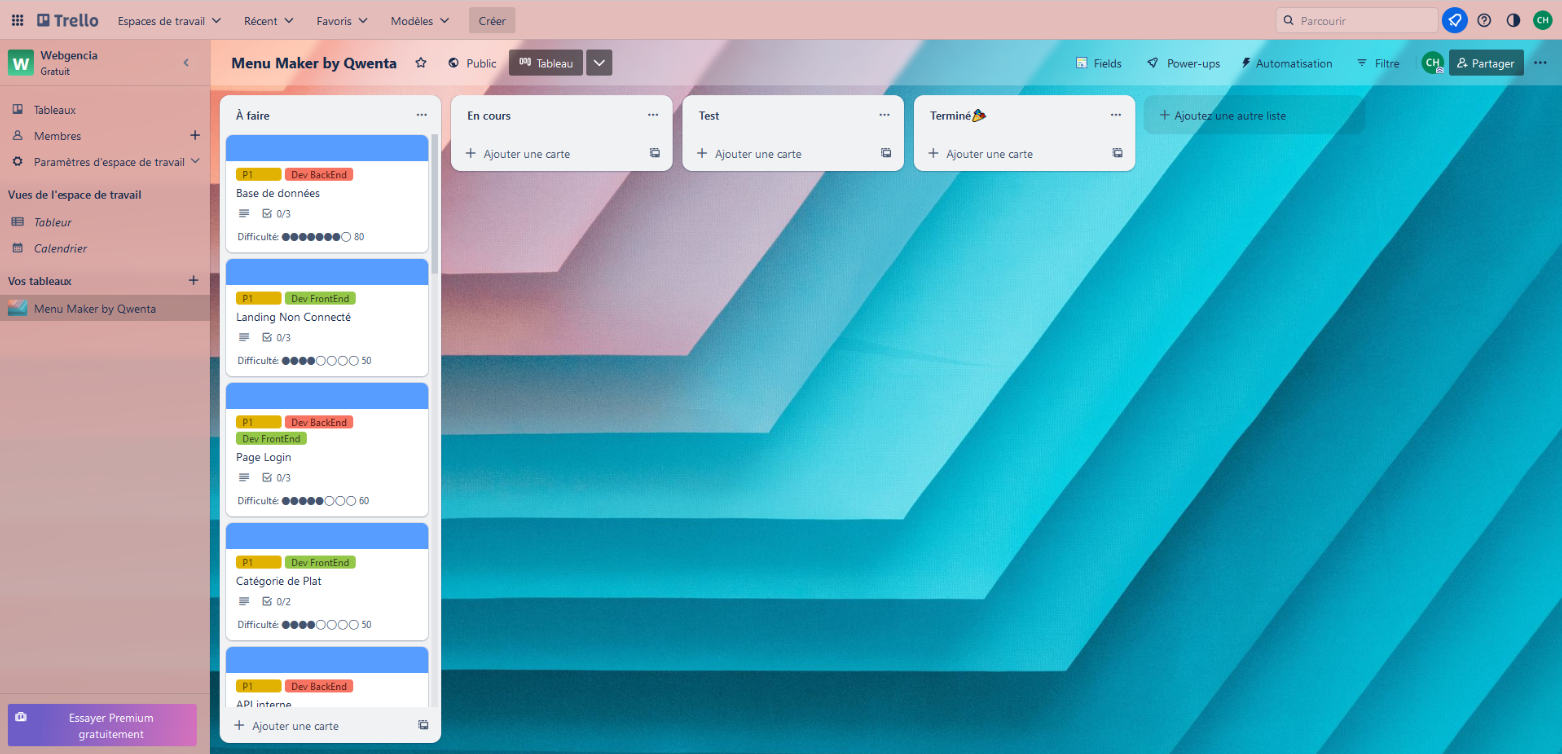 Trello
Espaces de travail
Récent
Favoris
Modèles
Créer
Parcourir
CH
W
Webgencia
Gratuit
Tableaux
Membres
Paramètres d'espace de travail
Vues de l'espace de travail
Tableur
Calendrier
Vos tableaux
Menu Maker by Qwenta
Essayer Premium
gratuitement
Menu Maker by Qwenta
Public
Tableau
Fields
Power-ups
Automatisation
Filtre
CH
Partager
À faire
P1 Dev BackEnd
Base de données
0/3
Difficulté: 80
P1 Dev FrontEnd
Landing Non Connecté
0/3
Difficulté: 50
P1 Dev BackEnd
Dev FrontEnd
Page Login
0/3
Difficulté: 60
P1 Dev FrontEnd
Catégorie de Plat
0/2
Difficulté: 50
P1 Dev BackEnd
API interne
Ajouter une carte
En cours
Ajouter une carte
Test
Ajouter une carte
Terminé
Ajouter une carte
Ajoutez une autre liste